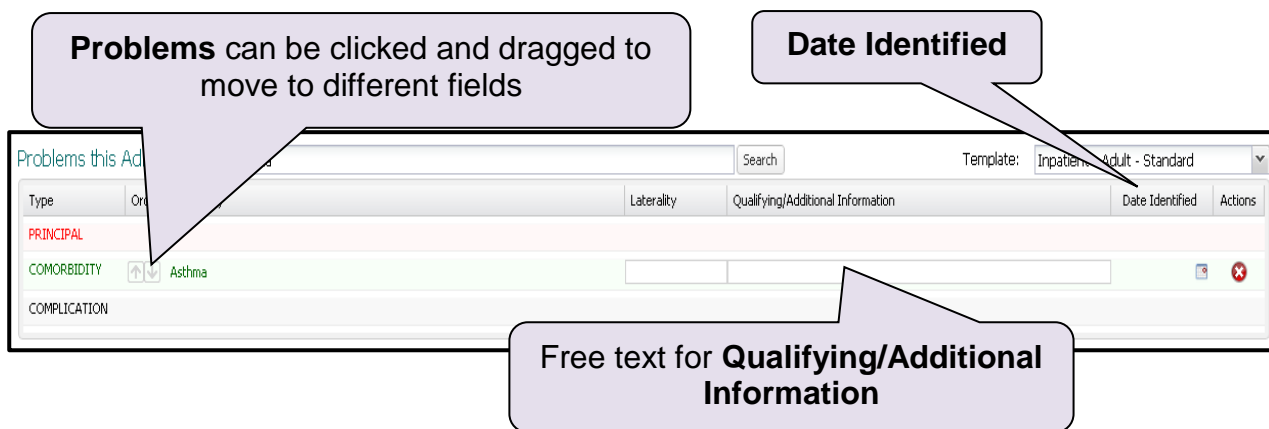 Problems can be clicked and dragged to
move to different fields
Date Identified
Problems this Search Template: Inpatient - Adult - Standard
Type Laterality Qualifying/Additional Information Date Identified Actions
PRINCIPAL
COMORBIDITY Asthma
COMPLICATION
Free text for Qualifying/Additional
Information